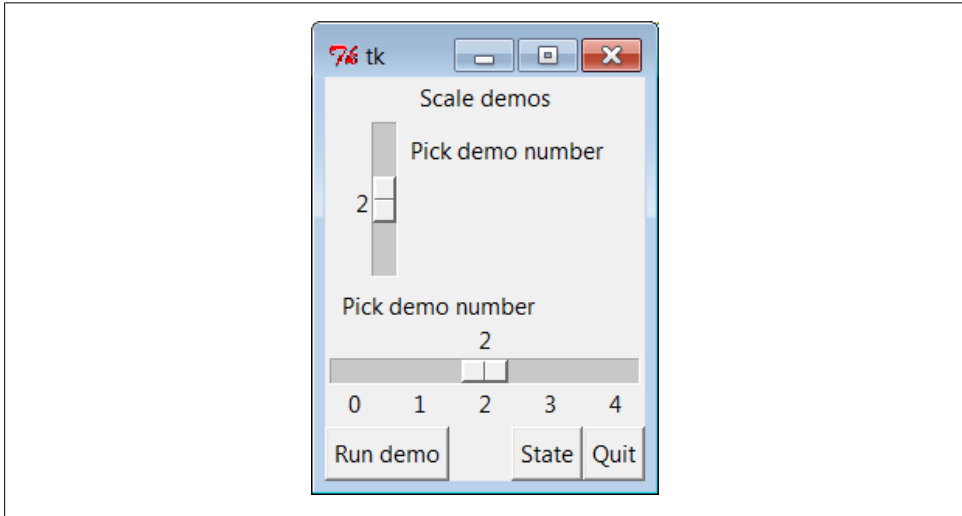 tk
Scale demos
Pick demo number
2
Pick demo number
2
0 1 2 3 4
Run demo State Quit